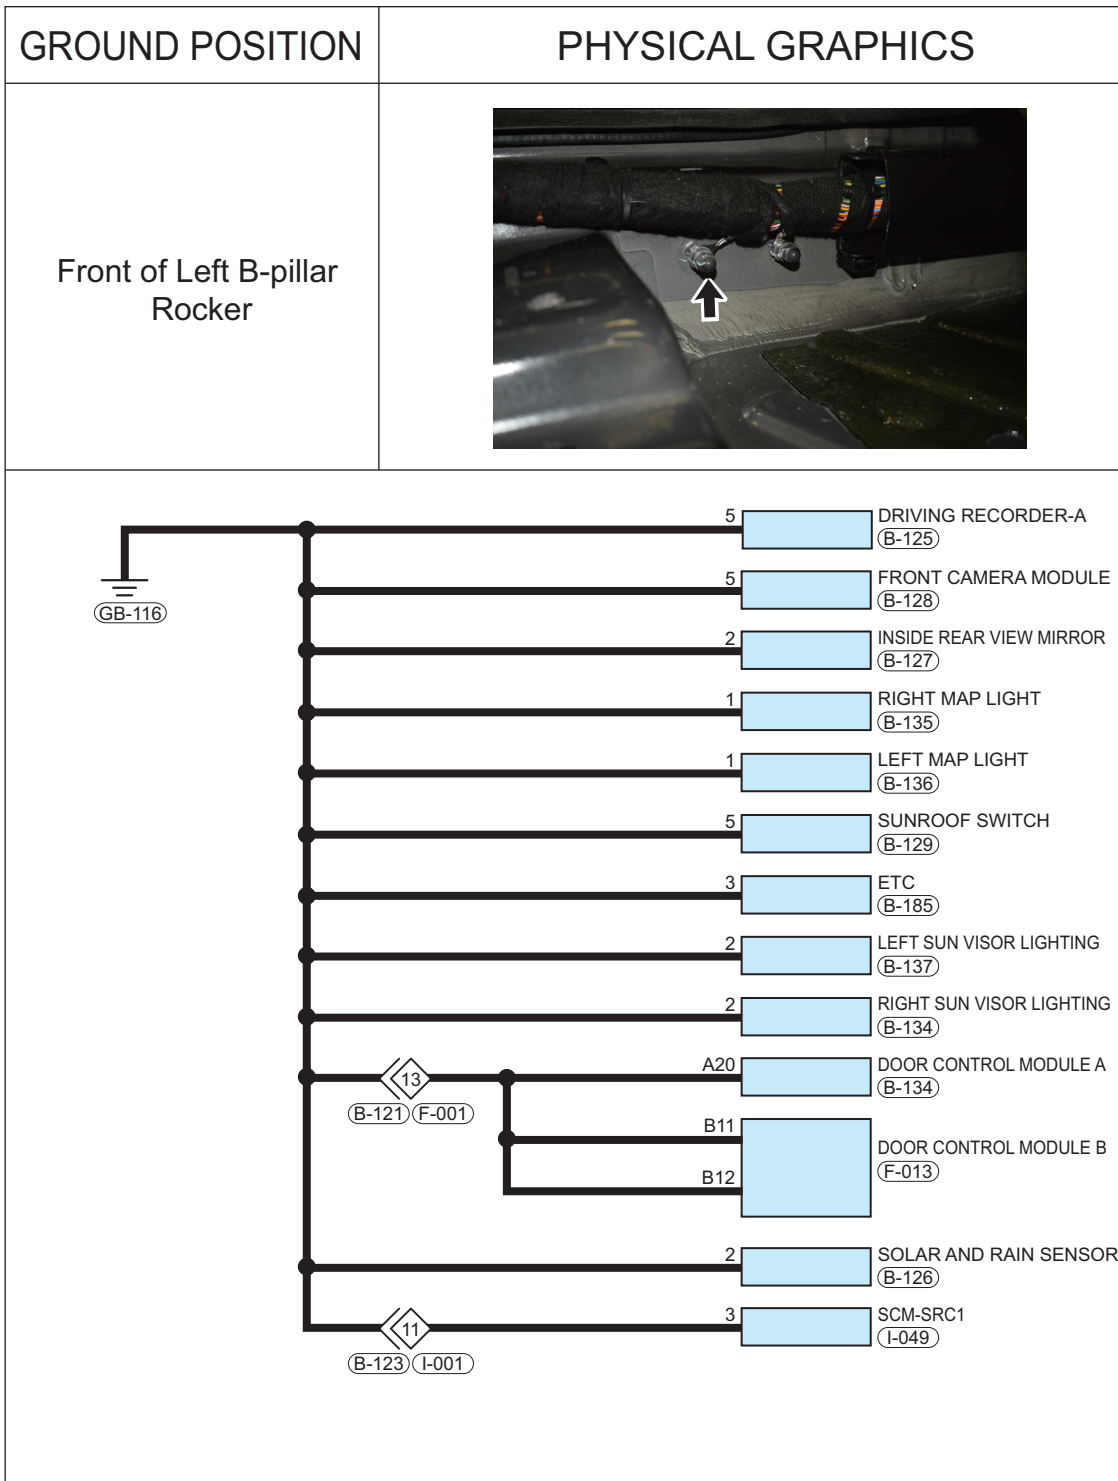 GROUND POSITION
PHYSICAL GRAPHICS
Front of Left B-pillar
Rocker
5
DRIVING RECORDER-A
B-125
GB-116
5
FRONT CAMERA MODULE
B-128
2
INSIDE REAR VIEW MIRROR
B-127
1
RIGHT MAP LIGHT
B-135
1
LEFT MAP LIGHT
B-136
5
SUNROOF SWITCH
B-129
3
ETC
B-185
2
LEFT SUN VISOR LIGHTING
B-137
2
RIGHT SUN VISOR LIGHTING
B-134
13
B-121 F-001
A20
DOOR CONTROL MODULE A
B-134
B11
B12
DOOR CONTROL MODULE B
F-013
2
SOLAR AND RAIN SENSOR
B-126
11
B-123 I-001
3
SCM-SRC1
I-049